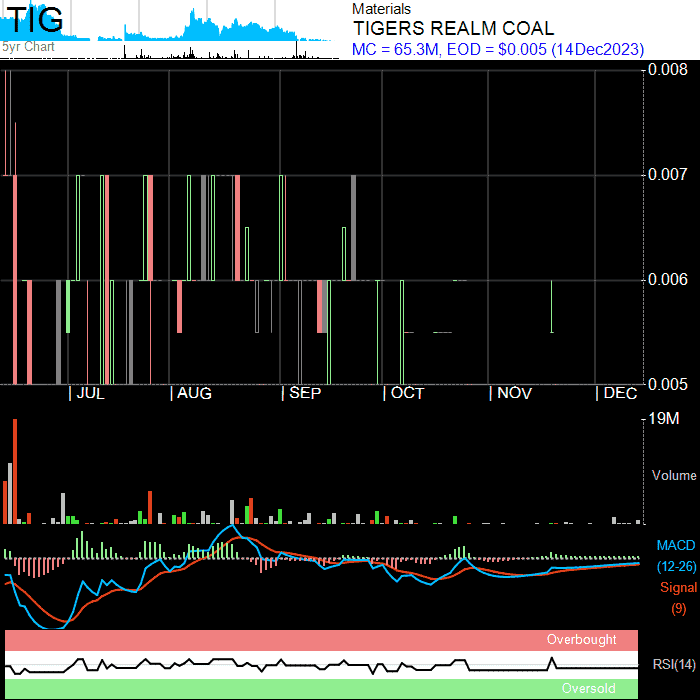 TIG
5yr Chart
Materials
TIGERS REALM COAL
MC = 65.3M, EOD = $0.005 (14Dec2023)
0.008
0.007
0.006
0.005
JUL
AUG
SEP
OCT
NOV
DEC
19M
Volume
MACD
(12-26)
Signal
(9)
Overbought
RSI(14)
Oversold